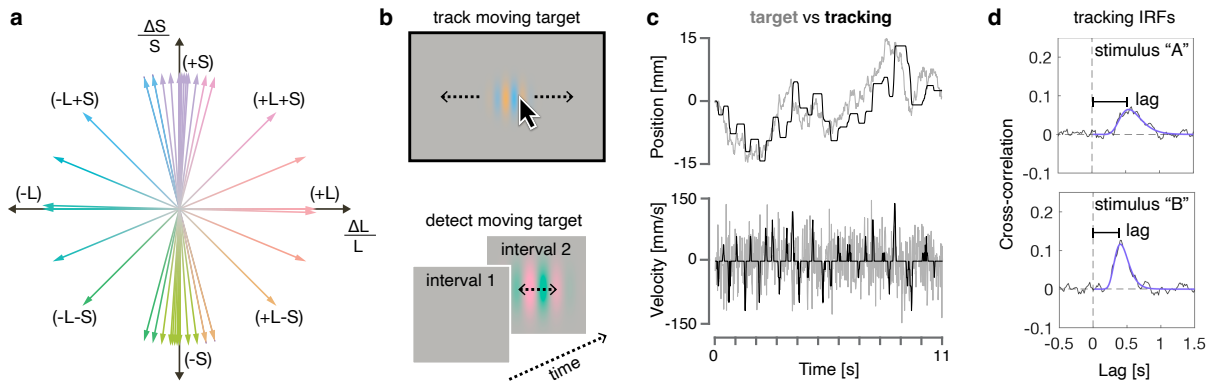 a
ΔS
S
(+S)
(-L+S)
(+L+S)
(-L)
(+L)
ΔL
L
(-L-S)
(+L-S)
(-S)
b
track moving target
detect moving target
interval 1
interval 2
time
c
target vs tracking
Position [mm]
15
0
-15
Velocity [mm/s]
150
0
-150
0
11
Time [s]
d
tracking IRFs
Cross-correlation
stimulus “A”
lag
0.2
0.1
0
-0.1
stimulus “B”
lag
0.2
0.1
0
-0.1
-0.5 0 0.5 1 1.5
Lag [s]